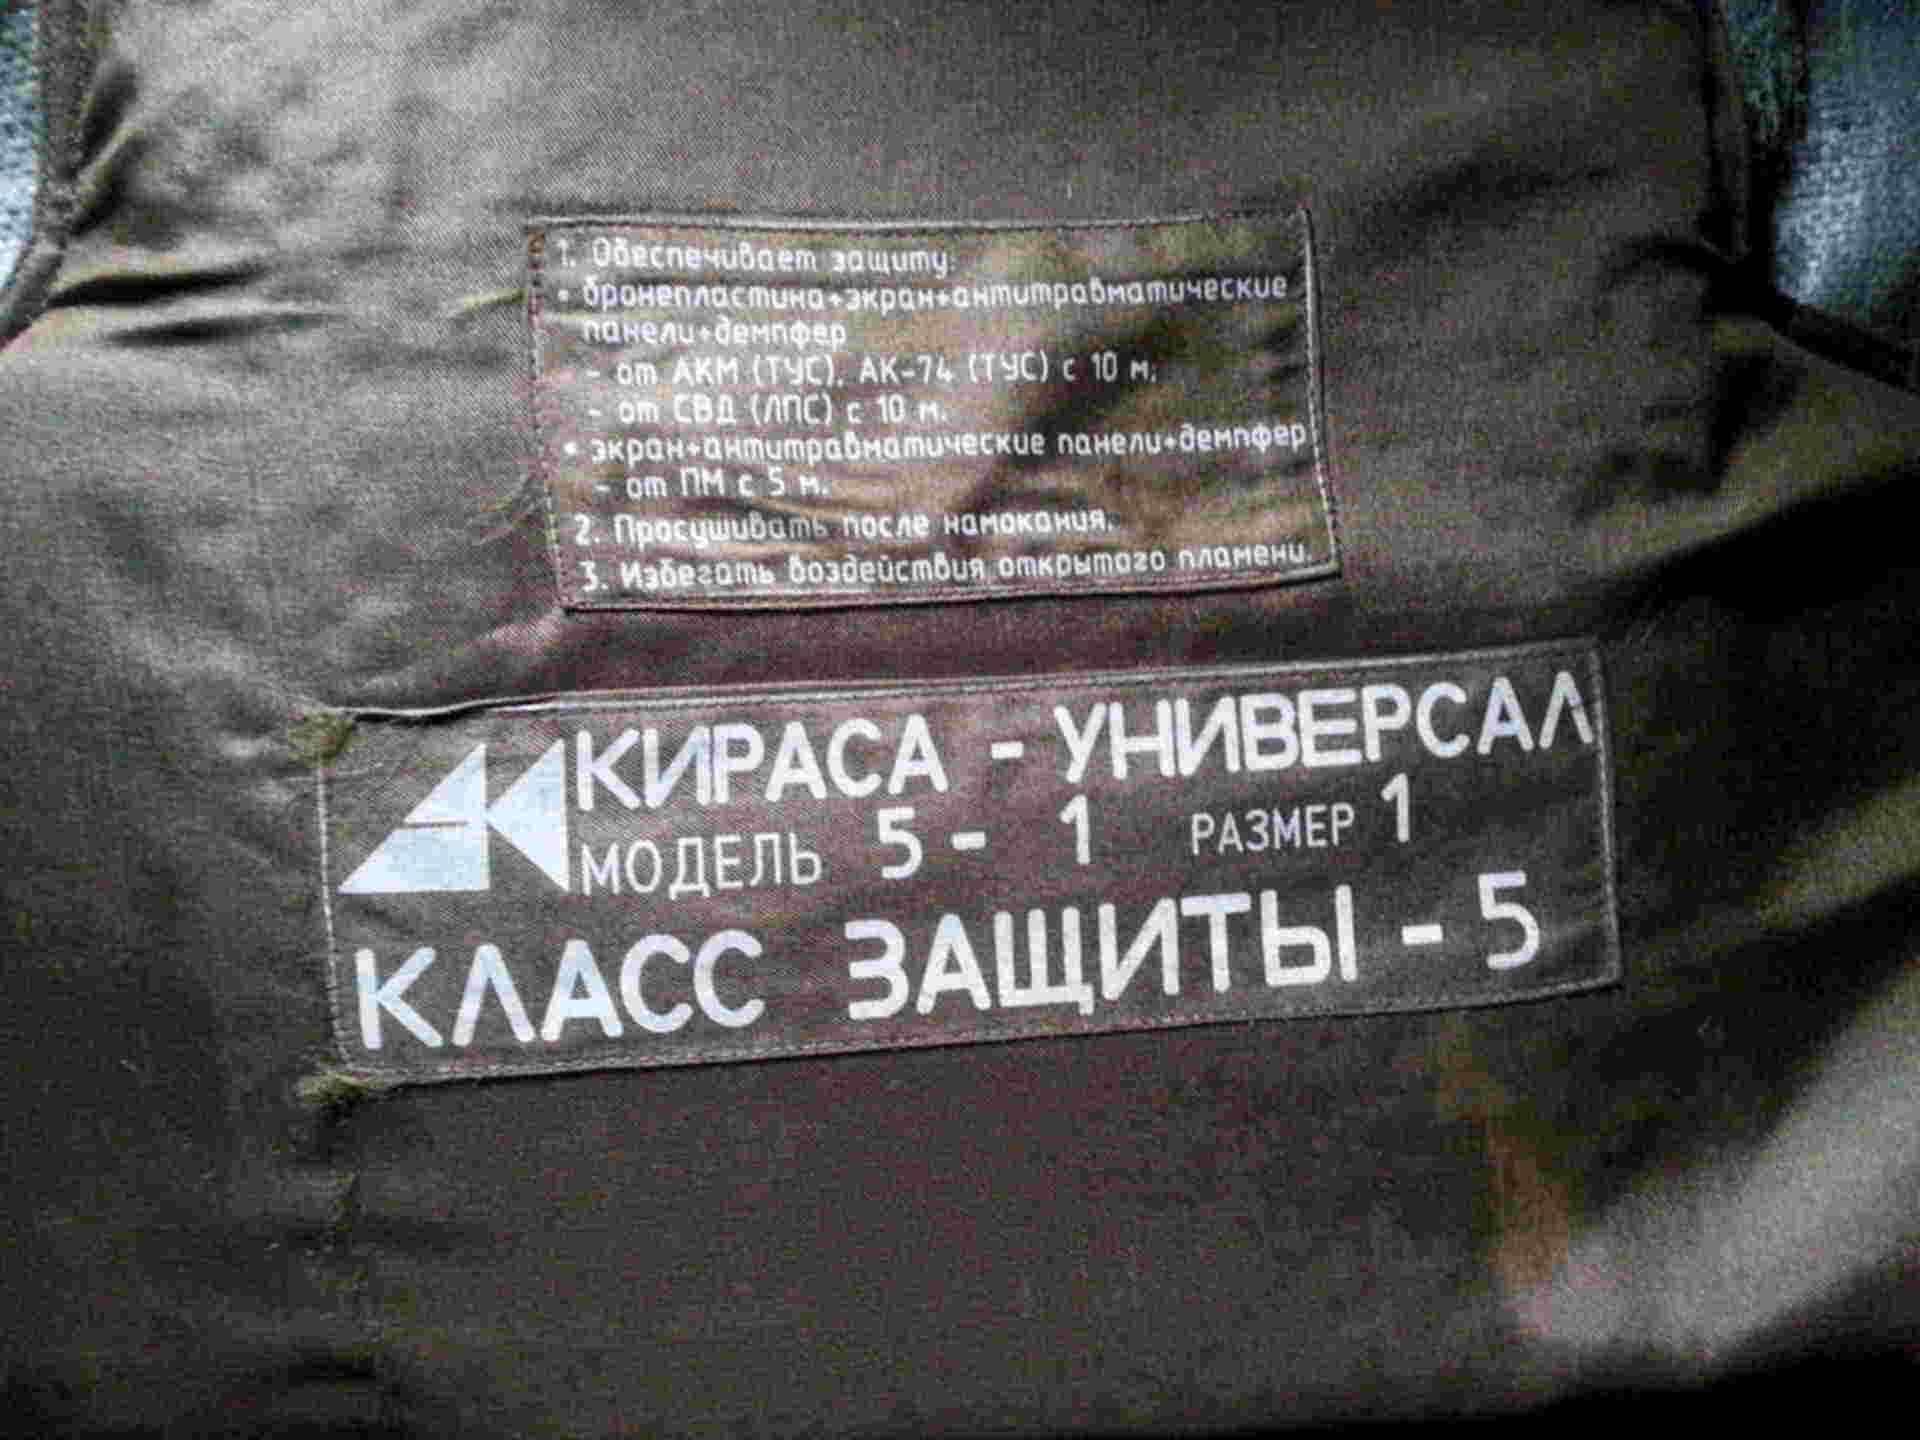 1. Обеспечивает защиту:
• бронепластина+экран+антитравматические
панели+демпфер
- от АКМ (ТУС), АК-74 (ТУС) с 10 м.
- от СВД (ЛПС) с 10 м.
• экран+антитравматические панели+демпфер
- от ПМ с 5 м.
2. Просушивать после намокания.
3. Избегать воздействия открытого пламени.
КИРАСА - УНИВЕРСАЛ
МОДЕЛЬ 5 - 1 РАЗМЕР 1
КЛАСС ЗАЩИТЫ - 5